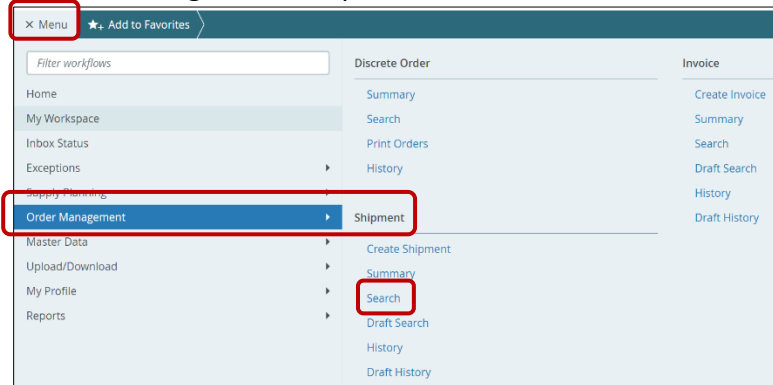 × Menu
★+ Add to Favorites
Filter workflows
Home
My Workspace
Inbox Status
Exceptions
Supply Planning
Order Management
Master Data
Upload/Download
My Profile
Reports
Discrete Order
Summary
Search
Print Orders
History
Shipment
Create Shipment
Summary
Search
Draft Search
History
Draft History
Invoice
Create Invoice
Summary
Search
Draft Search
History
Draft History